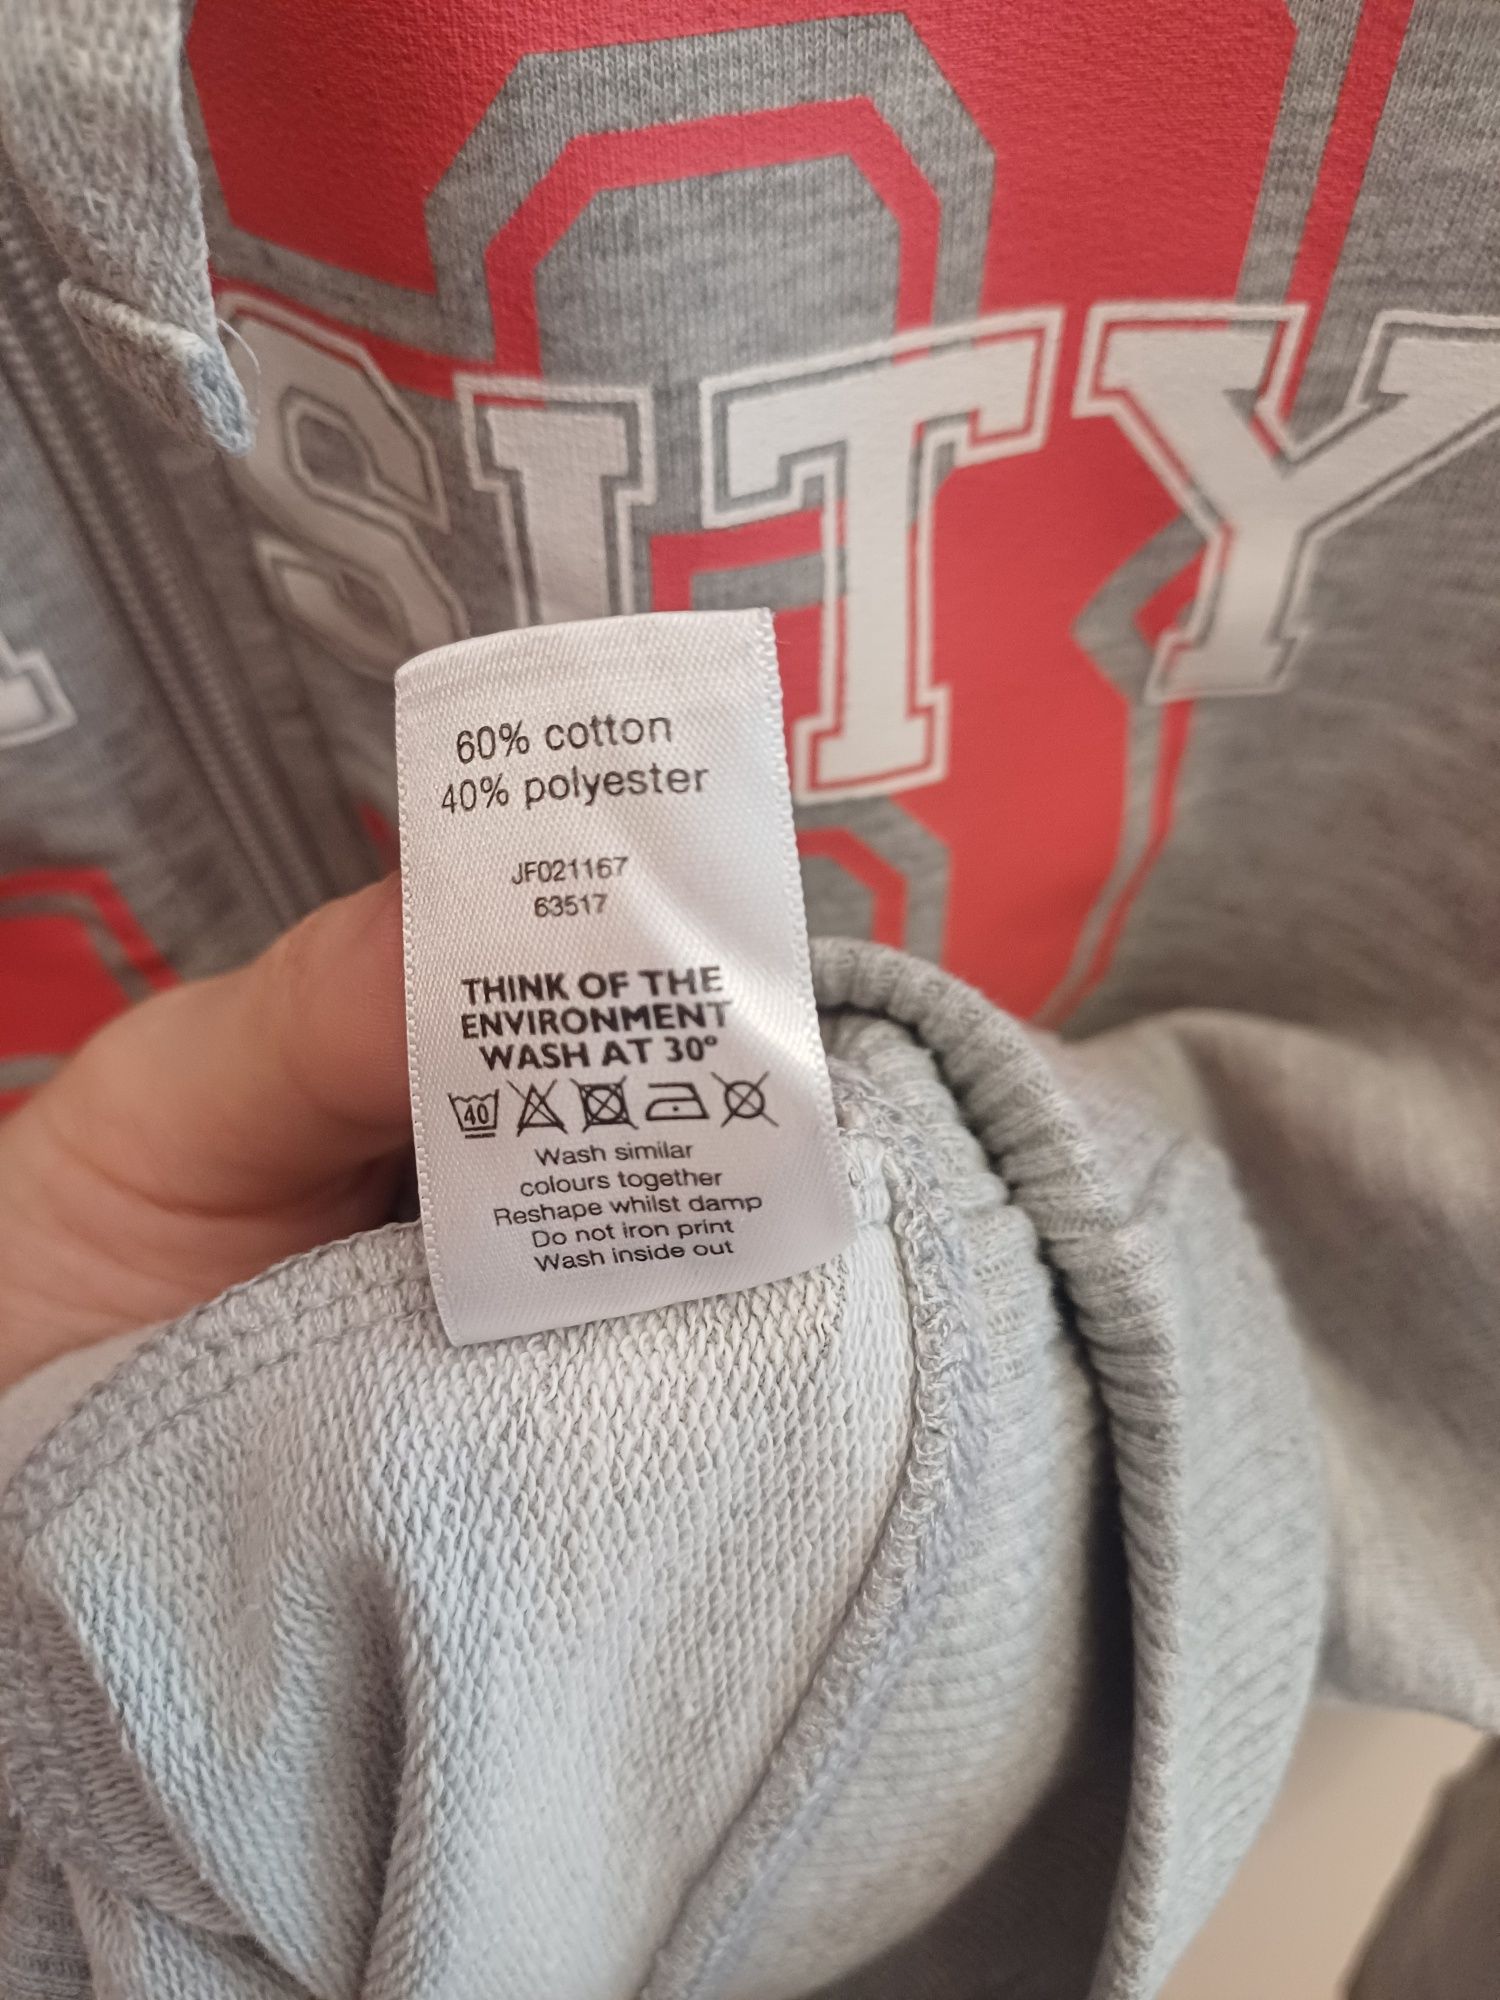 SITY
60% cotton
40% polyester
JF021167
63517
THINK OF THE
ENVIRONMENT
WASH AT 30º
40
Wash similar
colours together
Reshape whilst damp
Do not iron print
Wash inside out